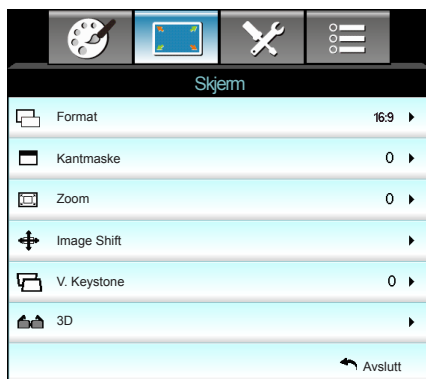 Skjerm
Format 16:9
Kantmaske 0
Zoom 0
Image Shift
V. Keystone 0
3D
Avslutt